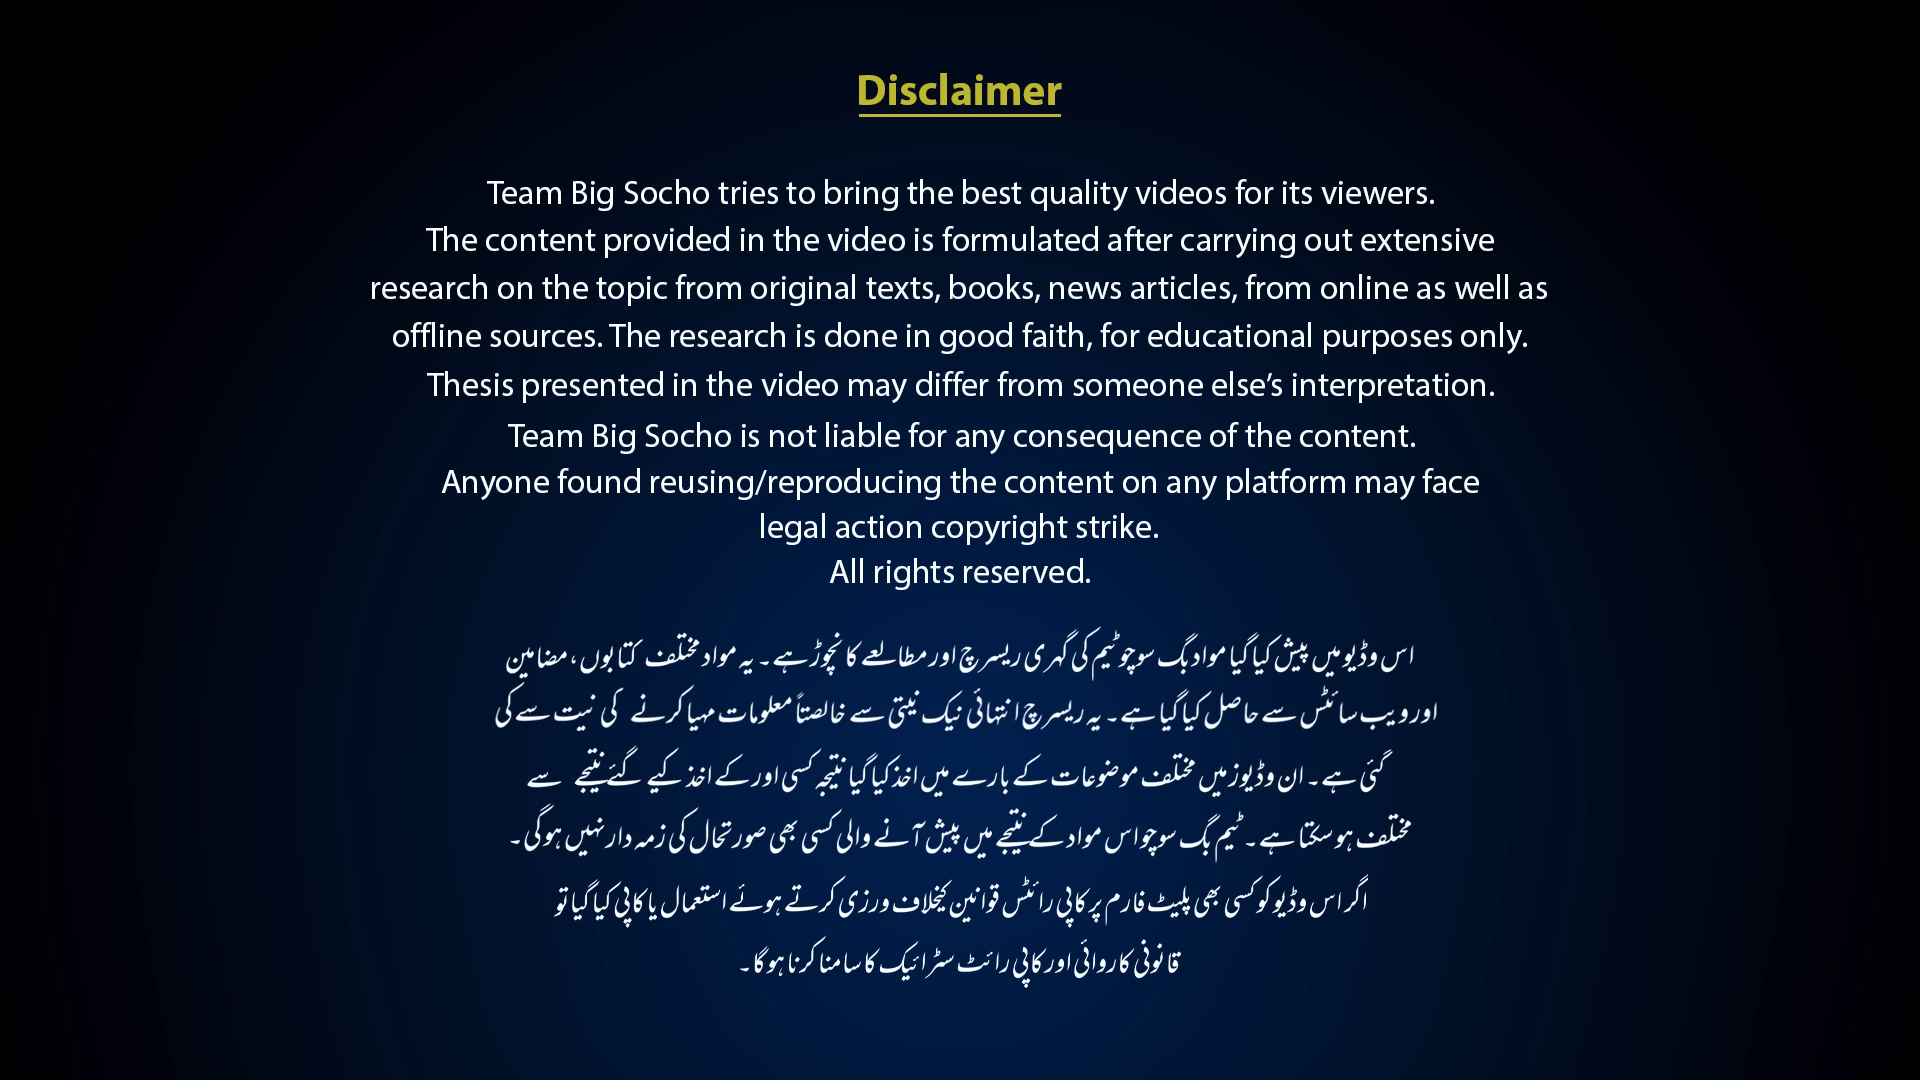 Disclaimer
Team Big Socho tries to bring the best quality videos for its viewers.
The content provided in the video is formulated after carrying out extensive
research on the topic from original texts, books, news articles, from online as well as
offline sources. The research is done in good faith, for educational purposes only.
Thesis presented in the video may differ from someone else’s interpretation.
Team Big Socho is not liable for any consequence of the content.
Anyone found reusing/reproducing the content on any platform may face
legal action copyright strike.
All rights reserved.
اس وڈیو میں پیش کیا گیا مواد بگ سوچو ٹیم کی گہری ریسرچ اور مطالعے کا نچوڑ ہے۔ یہ مواد مختلف کتابوں، مضامین
اور ویب سائٹس سے حاصل کیا گیا ہے۔ یہ ریسرچ انتہائی نیک نیتی سے خالصتاً معلومات مہیا کرنے کی نیت سے کی
گئی ہے۔ ان وڈیوز میں مختلف موضوعات کے بارے میں اخذ کیا گیا نتیجہ کسی اور کے اخذ کیے گئے نتیجے سے
مختلف ہو سکتا ہے۔ ٹیم بگ سوچو اس مواد کے نتیجے میں پیش آنے والی کسی بھی صورتحال کی زمہ دار نہیں ہوگی۔
اگر اس وڈیو کو کسی بھی پلیٹ فارم پر کاپی رائٹس قوانین کیخلاف ورزی کرتے ہوئے استعمال یا کاپی کیا گیا تو
قانونی کاروائی اور کاپی رائٹ سٹرائیک کا سامنا کرنا ہوگا۔